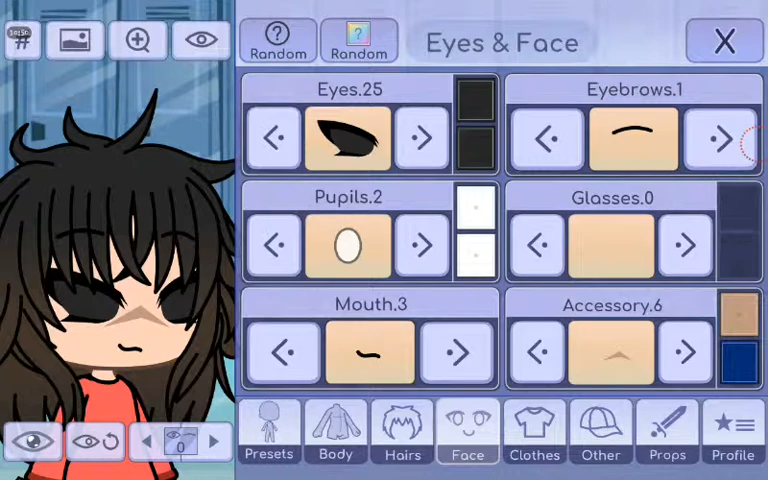 #
?
Random
?
Random
Eyes & Face
X
Eyes.25
Eyebrows.1
Pupils.2
Glasses.0
Mouth.3
Accessory.6
0
Presets
Body
Hairs
Face
Clothes
Other
Props
Profile